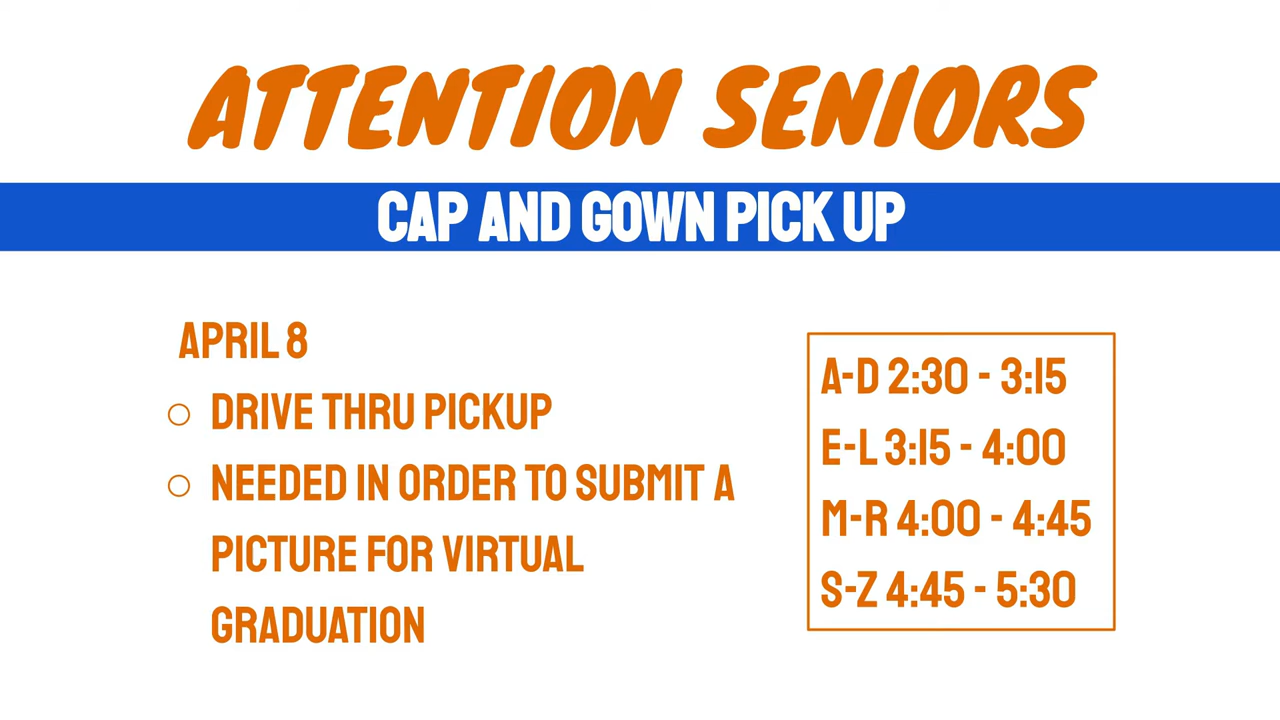 ATTENTION SENIORS
CAP AND GOWN PICK UP
APRIL 8
○ DRIVE THRU PICKUP
○ NEEDED IN ORDER TO SUBMIT A
PICTURE FOR VIRTUAL
GRADUATION
A-D 2:30 - 3:15
E-L 3:15 - 4:00
M-R 4:00 - 4:45
S-Z 4:45 - 5:30